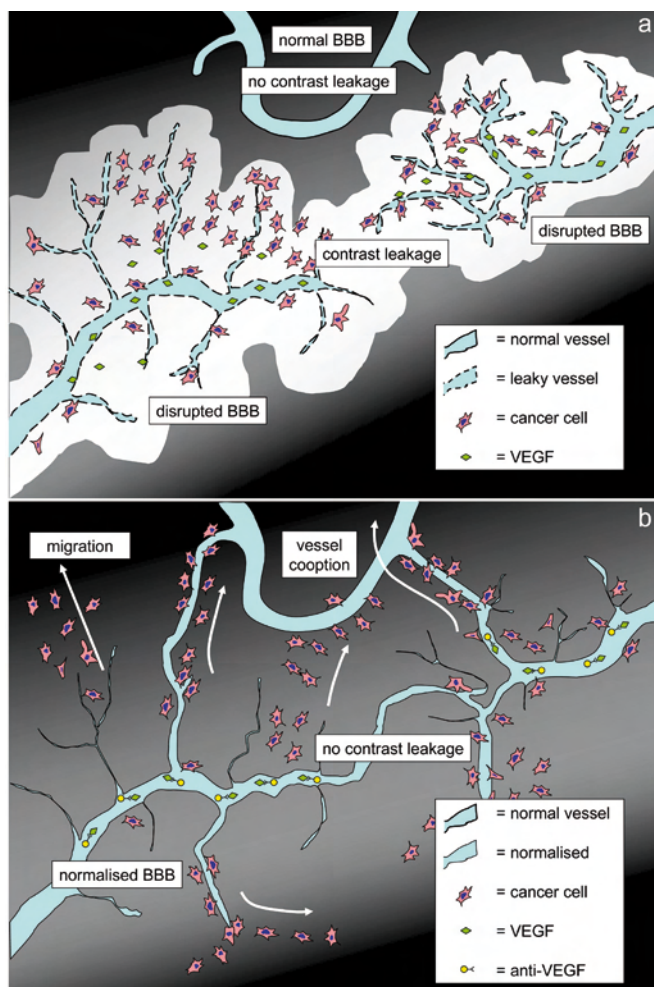 a
normal BBB
no contrast leakage
contrast leakage
disrupted BBB
disrupted BBB
= normal vessel
= leaky vessel
= cancer cell
= VEGF
b
migration
vessel
cooption
no contrast leakage
normalised BBB
= normal vessel
= normalised
= cancer cell
= VEGF
= anti-VEGF